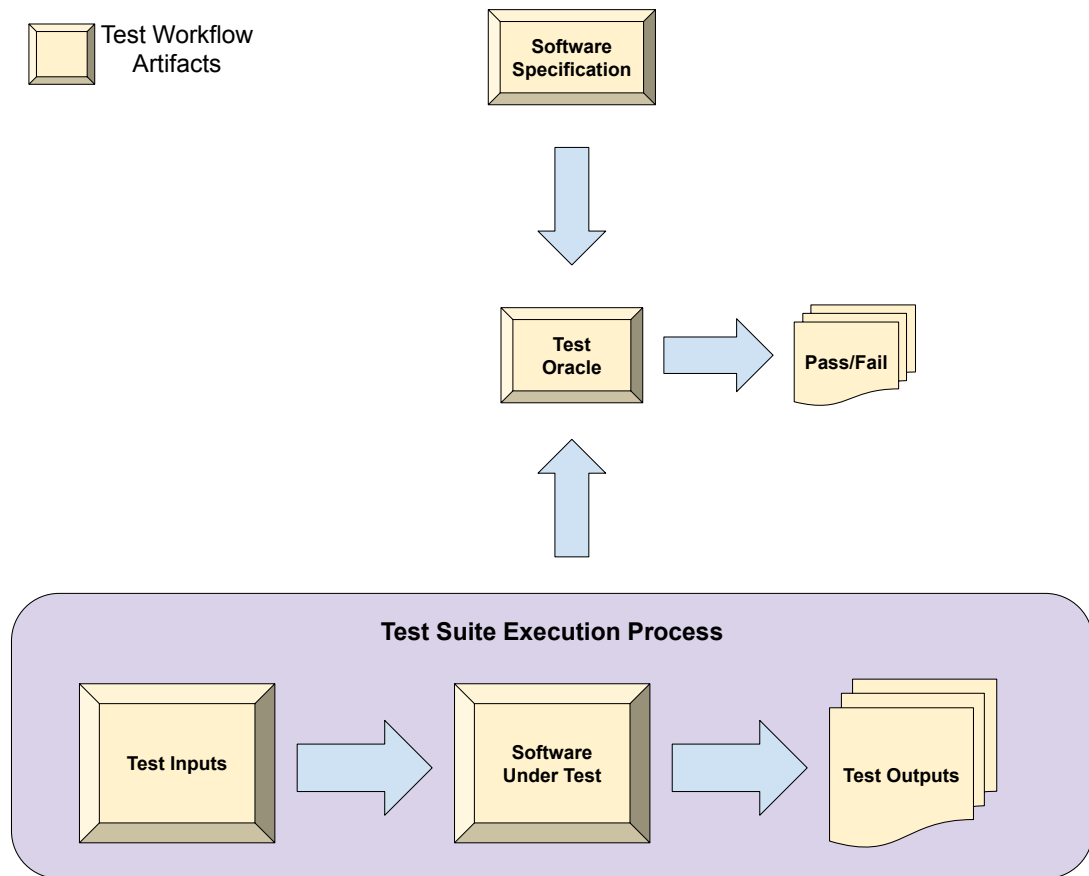 Test Workflow
Artifacts
Software
Specification
Test
Oracle
Pass/Fail
Test Suite Execution Process
Test Inputs
Software
Under Test
Test Outputs